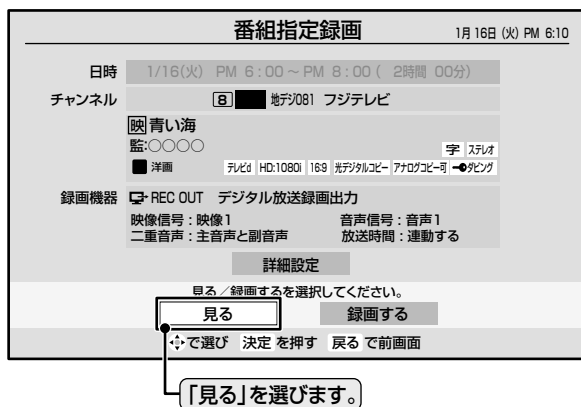 番組指定録画 1月 16日 (火) PM 6:10
日時 1/16(火) PM 6:00~PM 8:00( 2時間 00分)
チャンネル 8 地デジ081 フジテレビ
映 青い海
監:○○○○
字 ステレオ
洋画 テレビd HD:1080i 16:9 光デジタルコピー アナログコピー可 ダビング
録画機器 REC OUT デジタル放送録画出力
映像信号:映像1 音声信号:音声1
二重音声:主音声と副音声 放送時間:連動する
詳細設定
見る/録画するを選択してください。
見る 録画する
で選び 決定 を押す 戻る で前画面
「見る」を選びます。